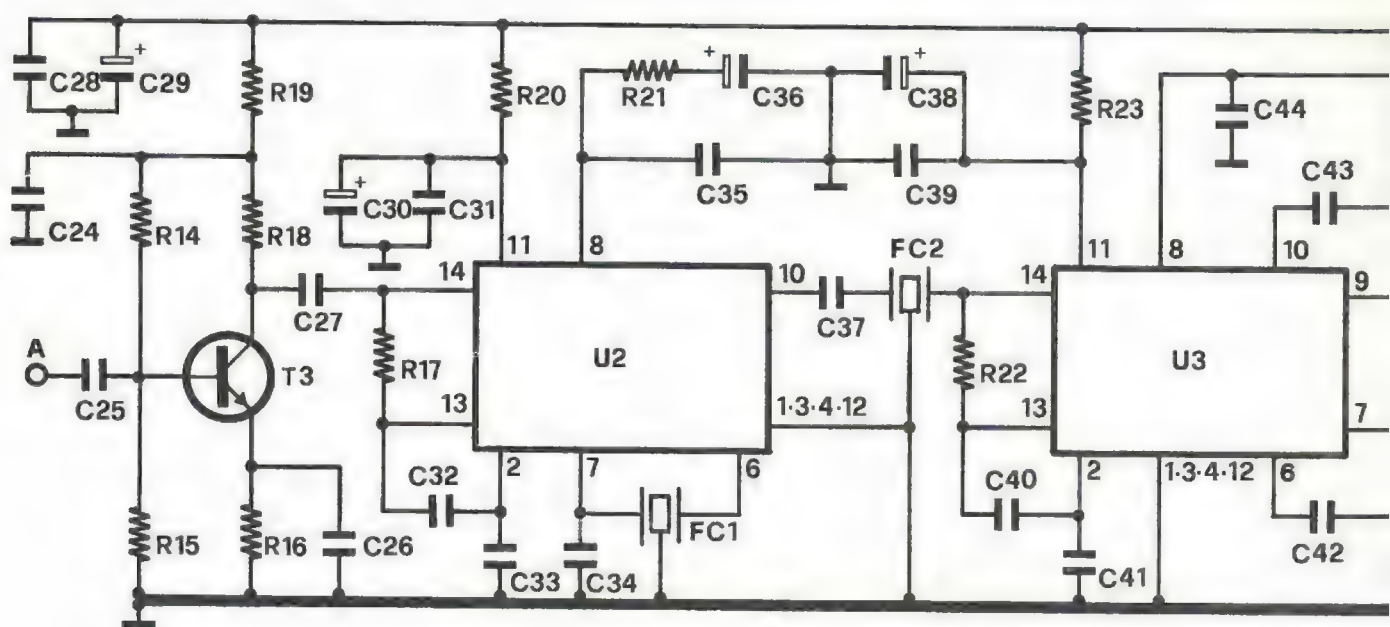 C28
+
C29
R19
R20
+
+
R21
C36
C38
R23
C44
C24
R14
R18
+
C30
C31
C35
C39
C43
11
8
11
8
10
14
10
FC2
14
9
C27
C37
A
C25
T3
R17
U2
R22
U3
13
1·3·4·12
13
7
2
7
6
2
1·3·4·12
6
C32
C40
R15
R16
C26
C33
C34
FC1
C41
C42